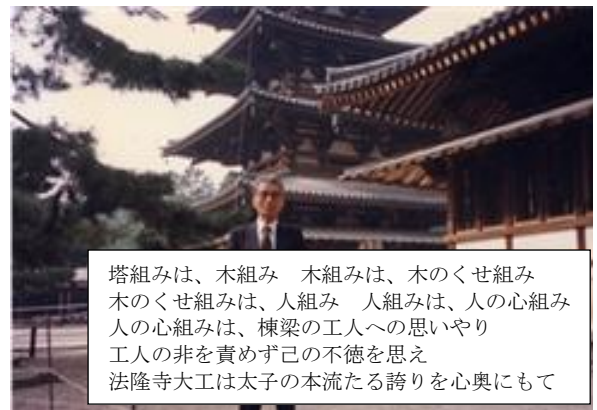 塔組みは、木組み　木組みは、木のくせ組み
木のくせ組みは、人組み　人組みは、人の心組み
人の心組みは、棟梁の工人への思いやり
工人の非を責めず己の不徳を思え
法隆寺大工は太子の本流たる誇りを心奥にもて